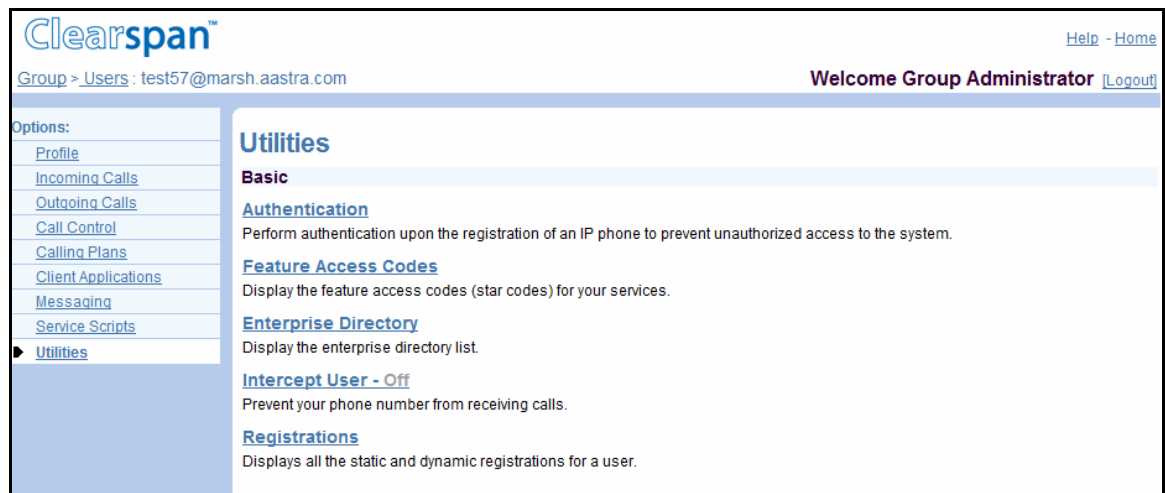 Clearspan™
Help - Home
Group > Users : test57@marsh.aastra.com
Welcome Group Administrator [Logout]
Options:
Profile
Incoming Calls
Outgoing Calls
Call Control
Calling Plans
Client Applications
Messaging
Service Scripts
Utilities
Utilities
Basic
Authentication
Perform authentication upon the registration of an IP phone to prevent unauthorized access to the system.
Feature Access Codes
Display the feature access codes (star codes) for your services.
Enterprise Directory
Display the enterprise directory list.
Intercept User - Off
Prevent your phone number from receiving calls.
Registrations
Displays all the static and dynamic registrations for a user.